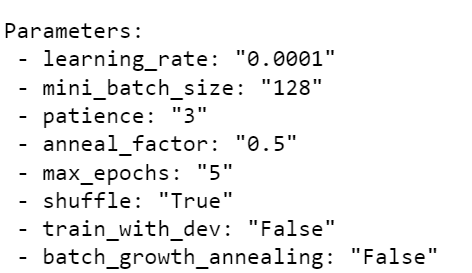 Parameters:
- learning_rate: "0.0001"
- mini_batch_size: "128"
- patience: "3"
- anneal_factor: "0.5"
- max_epochs: "5"
- shuffle: "True"
- train_with_dev: "False"
- batch_growth_annealing: "False"